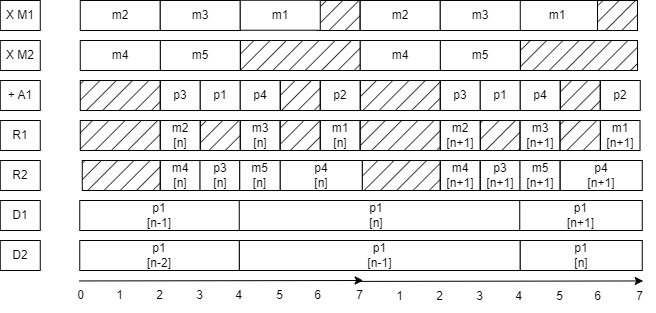 X M1 m2 m3 m1 m2 m3 m1
X M2 m4 m5 m4 m5
+ A1 p3 p1 p4 p2 p3 p1 p4 p2
R1 m2 m3 m1 m2 m3 m1
[n] [n] [n] [n+1] [n+1] [n+1]
R2 m4 p3 m5 p4 m4 p3 m5 p4
[n] [n] [n] [n] [n+1] [n+1] [n+1] [n+1]
D1 p1 p1 p1
[n-1] [n] [n+1]
D2 p1 p1 p1
[n-2] [n-1] [n]
0 1 2 3 4 5 6 7 1 2 3 4 5 6 7